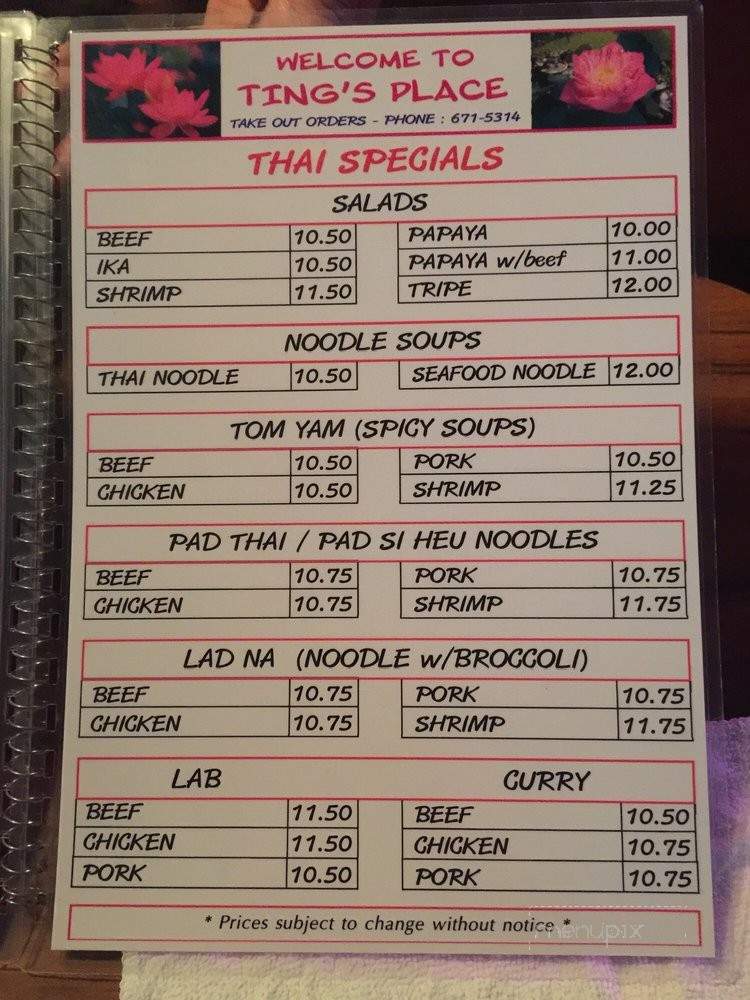 WELCOME TO
TING'S PLACE
TAKE OUT ORDERS - PHONE : 671-5314
THAI SPECIALS
SALADS
BEEF 10.50 PAPAYA 10.00
IKA 10.50 PAPAYA w/beef 11.00
SHRIMP 11.50 TRIPE 12.00
NOODLE SOUPS
THAI NOODLE 10.50 SEAFOOD NOODLE 12.00
TOM YAM (SPICY SOUPS)
BEEF 10.50 PORK 10.50
CHICKEN 10.50 SHRIMP 11.25
PAD THAI / PAD SI HEU NOODLES
BEEF 10.75 PORK 10.75
CHICKEN 10.75 SHRIMP 11.75
LAD NA (NOODLE w/BROCCOLI)
BEEF 10.75 PORK 10.75
CHICKEN 10.75 SHRIMP 11.75
LAB CURRY
BEEF 11.50 BEEF 10.50
CHICKEN 11.50 CHICKEN 10.75
PORK 10.50 PORK 10.75
* Prices subject to change without notice *
menupix